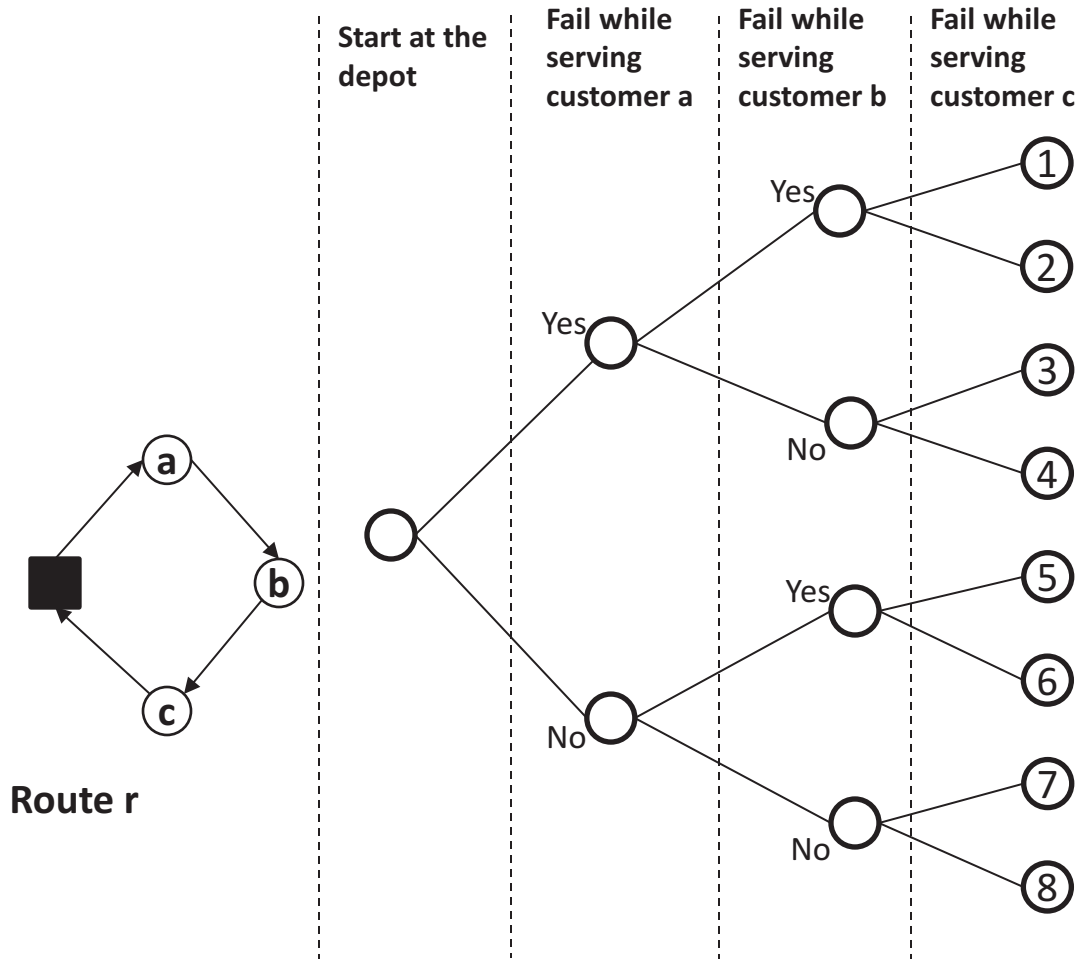 Start at the
depot
Fail while
serving
customer a
Fail while
serving
customer b
Fail while
serving
customer c
Yes
Yes
No
No
Yes
No
1
2
3
4
5
6
7
8
a
b
c
Route r